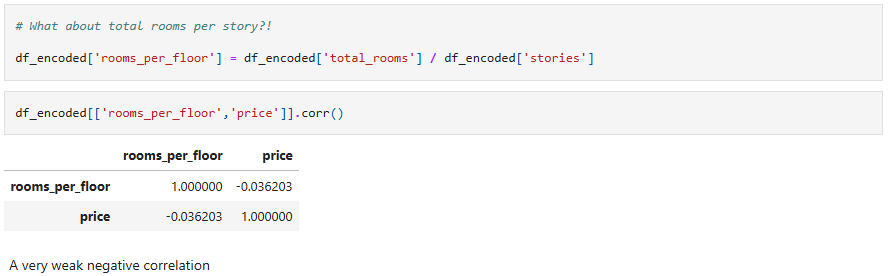 # What about total rooms per story?!
df_encoded['rooms_per_floor'] = df_encoded['total_rooms'] / df_encoded['stories']
df_encoded[['rooms_per_floor','price']].corr()
rooms_per_floor price
rooms_per_floor 1.000000 -0.036203
price -0.036203 1.000000
A very weak negative correlation